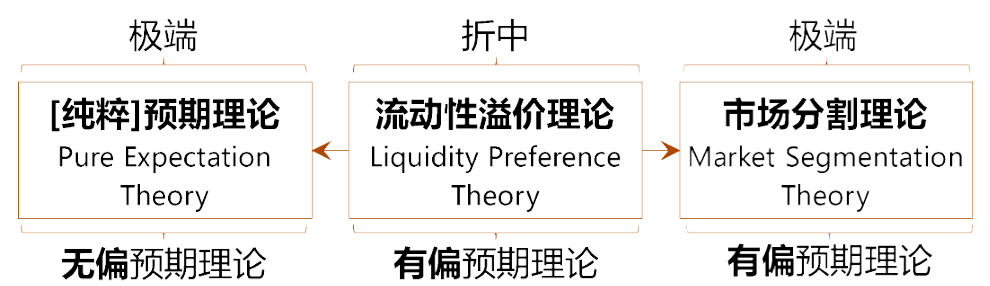 极端
折中
极端
[纯粹]预期理论
Pure Expectation
Theory
流动性溢价理论
Liquidity Preference
Theory
市场分割理论
Market Segmentation
Theory
无偏预期理论
有偏预期理论
有偏预期理论